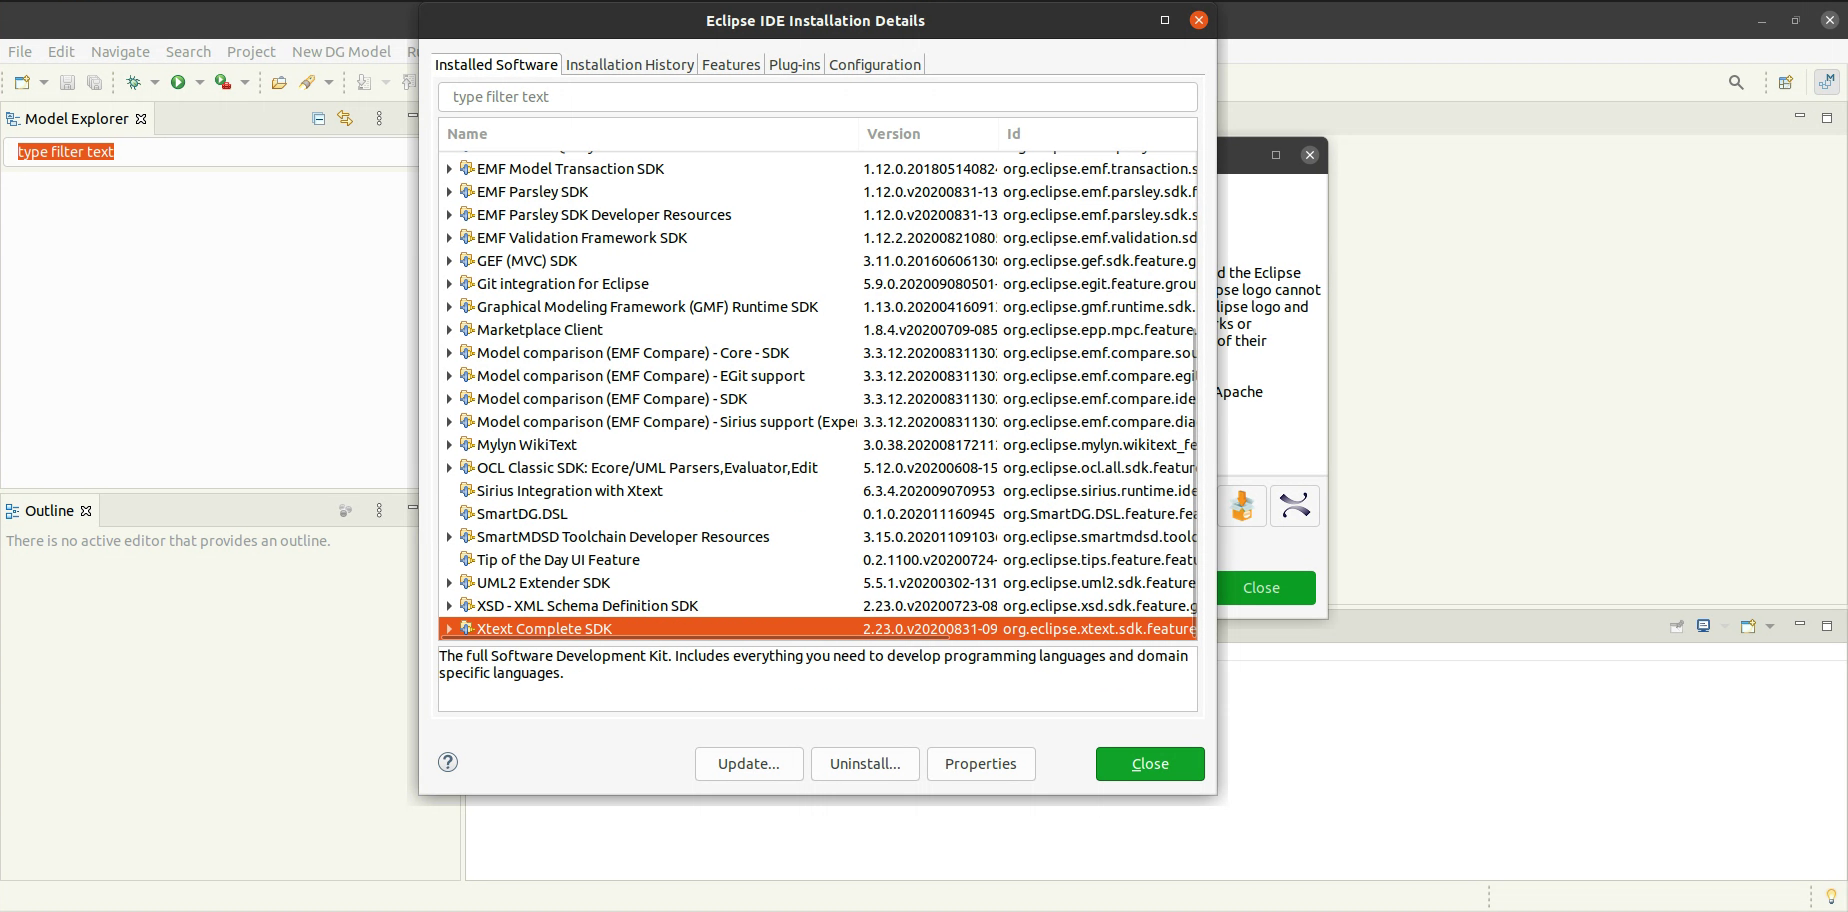 Eclipse IDE Installation Details
File Edit Navigate Search Project New DG Model
Model Explorer
type filter text
Outline
There is no active editor that provides an outline.
Installed Software Installation History Features Plug-ins Configuration
type filter text
Name Version Id
EMF Model Transaction SDK 1.12.0.201805140824 org.eclipse.emf.transaction.s
EMF Parsley SDK 1.12.0.v20200831-13 org.eclipse.emf.parsley.sdk.f
EMF Parsley SDK Developer Resources 1.12.0.v20200831-13 org.eclipse.emf.parsley.sdk.s
EMF Validation Framework SDK 1.12.2.20200821080 org.eclipse.emf.validation.sd
GEF (MVC) SDK 3.11.0.20160606130 org.eclipse.gef.sdk.feature.g
Git integration for Eclipse 5.9.0.202009080501- org.eclipse.egit.feature.grou
Graphical Modeling Framework (GMF) Runtime SDK 1.13.0.20200416091 org.eclipse.gmf.runtime.sdk.
Marketplace Client 1.8.4.v20200709-085 org.eclipse.epp.mpc.feature.
Model comparison (EMF Compare) - Core - SDK 3.3.12.20200831130 org.eclipse.emf.compare.sou
Model comparison (EMF Compare) - EGit support 3.3.12.20200831130 org.eclipse.emf.compare.egi
Model comparison (EMF Compare) - SDK 3.3.12.20200831130 org.eclipse.emf.compare.ide
Model comparison (EMF Compare) - Sirius support (Expe 3.3.12.20200831130 org.eclipse.emf.compare.dia
Mylyn WikiText 3.0.38.20200817211 org.eclipse.mylyn.wikitext_fe
OCL Classic SDK: Ecore/UML Parsers,Evaluator,Edit 5.12.0.v20200608-15 org.eclipse.ocl.all.sdk.featur
Sirius Integration with Xtext 6.3.4.202009070953 org.eclipse.sirius.runtime.ide
SmartDG.DSL 0.1.0.202011160945 org.SmartDG.DSL.feature.fea
SmartMDSD Toolchain Developer Resources 3.15.0.20201109103 org.eclipse.smartmdsd.toolc
Tip of the Day UI Feature 0.2.1100.v20200724- org.eclipse.tips.feature.featu
UML2 Extender SDK 5.5.1.v20200302-131 org.eclipse.uml2.sdk.feature
XSD - XML Schema Definition SDK 2.23.0.v20200723-08 org.eclipse.xsd.sdk.feature.g
Xtext Complete SDK 2.23.0.v20200831-09 org.eclipse.xtext.sdk.feature
The full Software Development Kit. Includes everything you need to develop programming languages and domain
specific languages.
Update... Uninstall... Properties Close
d the Eclipse
pse logo cannot
lipse logo and
ks or
of their
Apache
Close